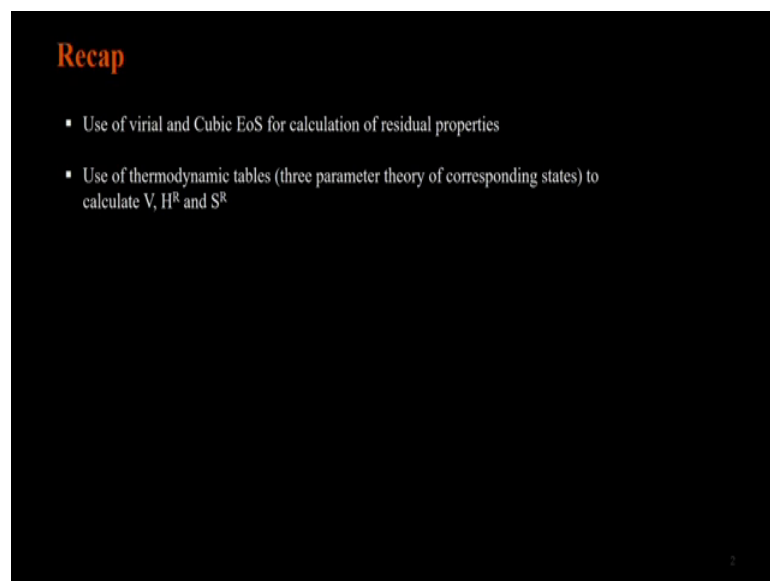 Recap
▪ Use of virial and Cubic EoS for calculation of residual properties
▪ Use of thermodynamic tables (three parameter theory of corresponding states) to
calculate V, Hᴿ and Sᴿ
2